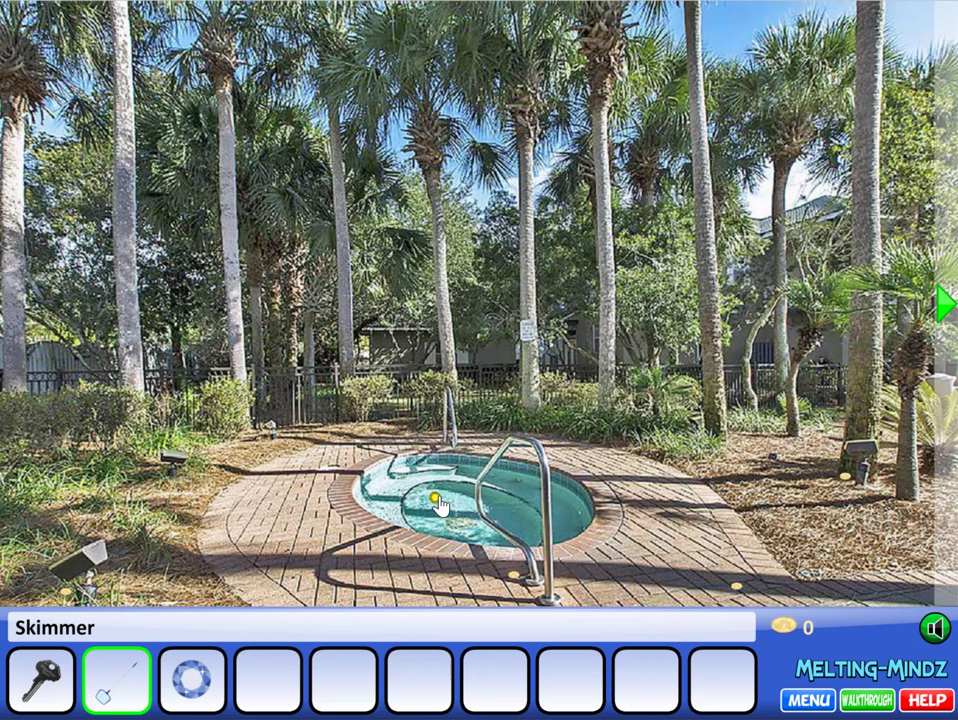 Skimmer
0
MELTING-MINDZ
MENU
WALKTHROUGH
HELP